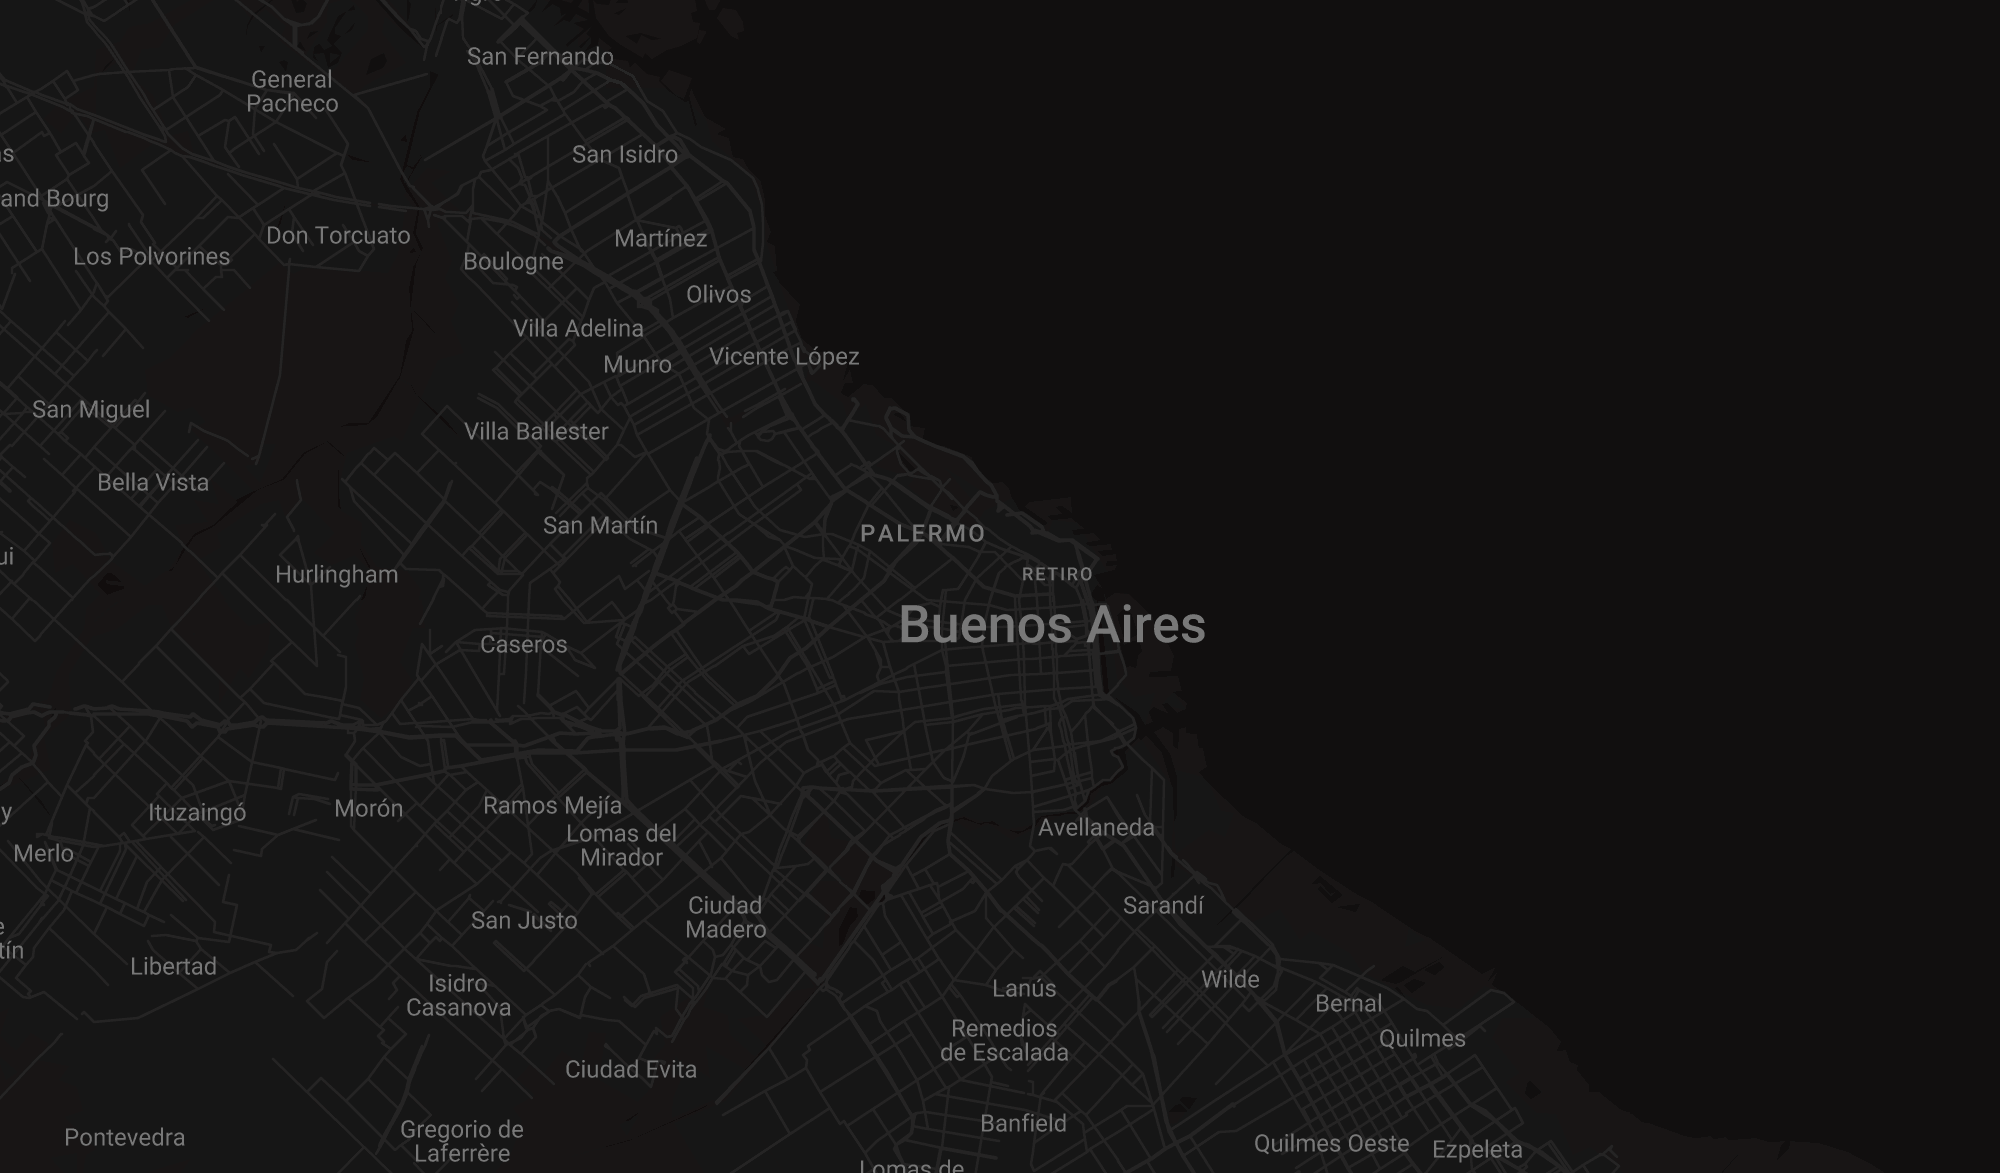 San Fernando
General
Pacheco
San Isidro
and Bourg
Don Torcuato
Martínez
Los Polvorines
Boulogne
Olivos
Villa Adelina
Vicente López
Munro
San Miguel
Villa Ballester
Bella Vista
San Martín
PALERMO
ui
Hurlingham
RETIRO
Buenos Aires
Caseros
Ituzaingó
Morón
Ramos Mejía
y
Lomas del
Mirador
Avellaneda
Merlo
Ciudad
Madero
Sarandí
San Justo
tín
Libertad
Isidro
Casanova
Wilde
Lanús
Bernal
Remedios
de Escalada
Quilmes
Ciudad Evita
Banfield
Pontevedra
Gregorio de
Laferrère
Quilmes Oeste
Ezpeleta
Lomas de